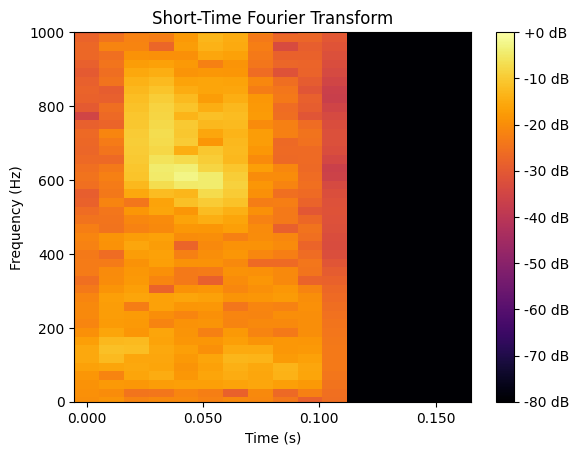 Short-Time Fourier Transform
1000
800
600
400
200
0
Frequency (Hz)
0.000
0.050
0.100
0.150
Time (s)
+0 dB
-10 dB
-20 dB
-30 dB
-40 dB
-50 dB
-60 dB
-70 dB
-80 dB